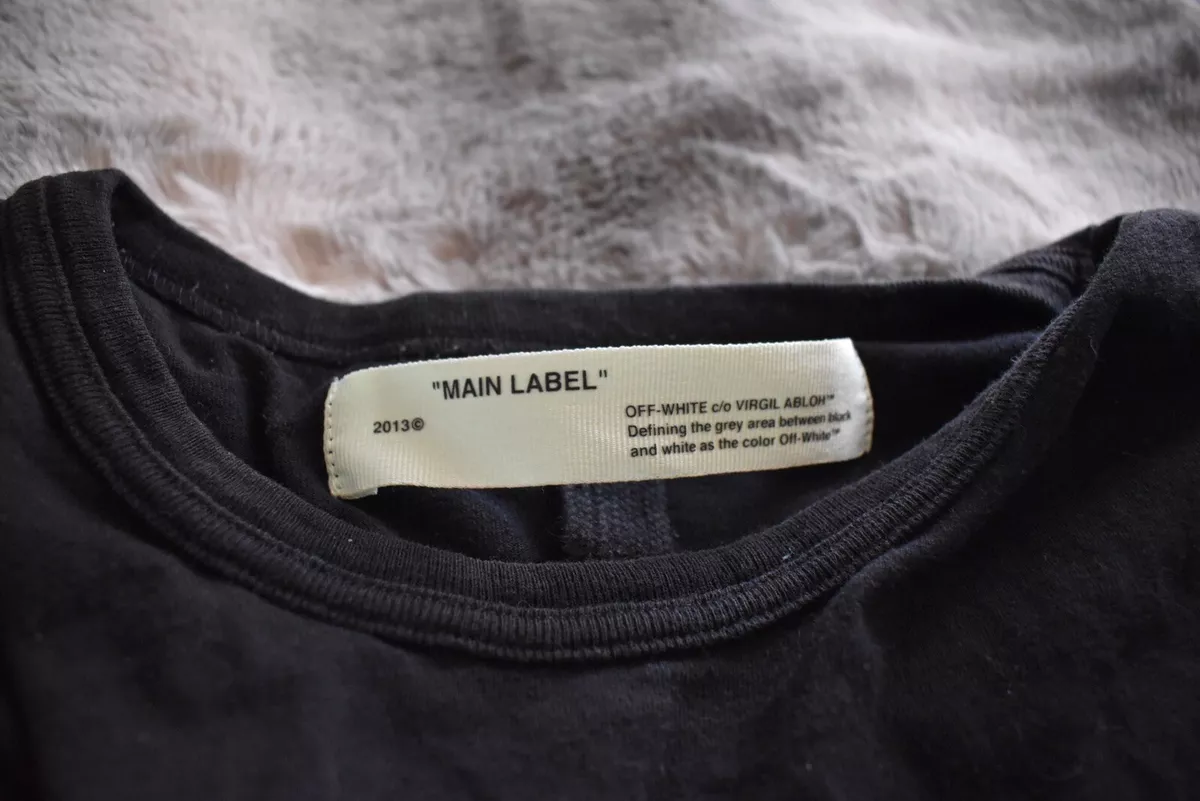 "MAIN LABEL"
2013©
OFF-WHITE c/o VIRGIL ABLOH™
Defining the grey area between black
and white as the color Off-White™